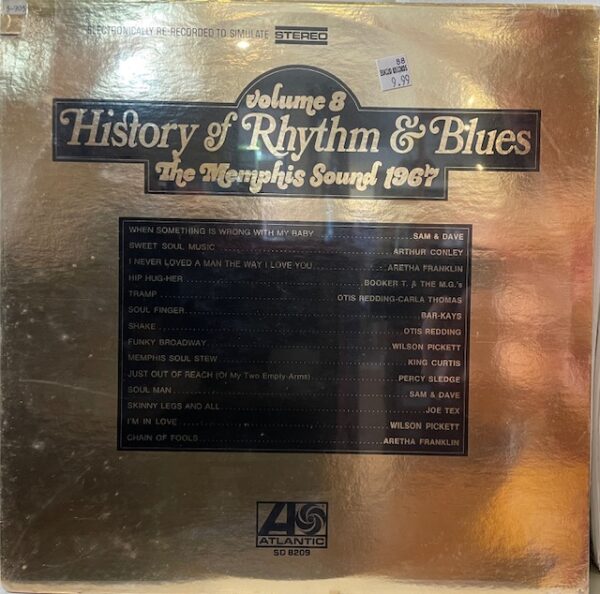 ELECTRONICALLY RE-RECORDED TO SIMULATE STEREO
9.99
Volume 8
History of Rhythm & Blues
The Memphis Sound 1967
WHEN SOMETHING IS WRONG WITH MY BABY SAM & DAVE
SWEET SOUL MUSIC ARTHUR CONLEY
I NEVER LOVED A MAN THE WAY I LOVE YOU ARETHA FRANKLIN
HIP HUG-HER BOOKER T. & THE M.G.'s
TRAMP OTIS REDDING-CARLA THOMAS
SOUL FINGER BAR-KAYS
SHAKE OTIS REDDING
FUNKY BROADWAY WILSON PICKETT
MEMPHIS SOUL STEW KING CURTIS
JUST OUT OF REACH (Of My Two Empty Arms) PERCY SLEDGE
SOUL MAN SAM & DAVE
SKINNY LEGS AND ALL JOE TEX
I'M IN LOVE WILSON PICKETT
CHAIN OF FOOLS ARETHA FRANKLIN
ATLANTIC
SD 8209